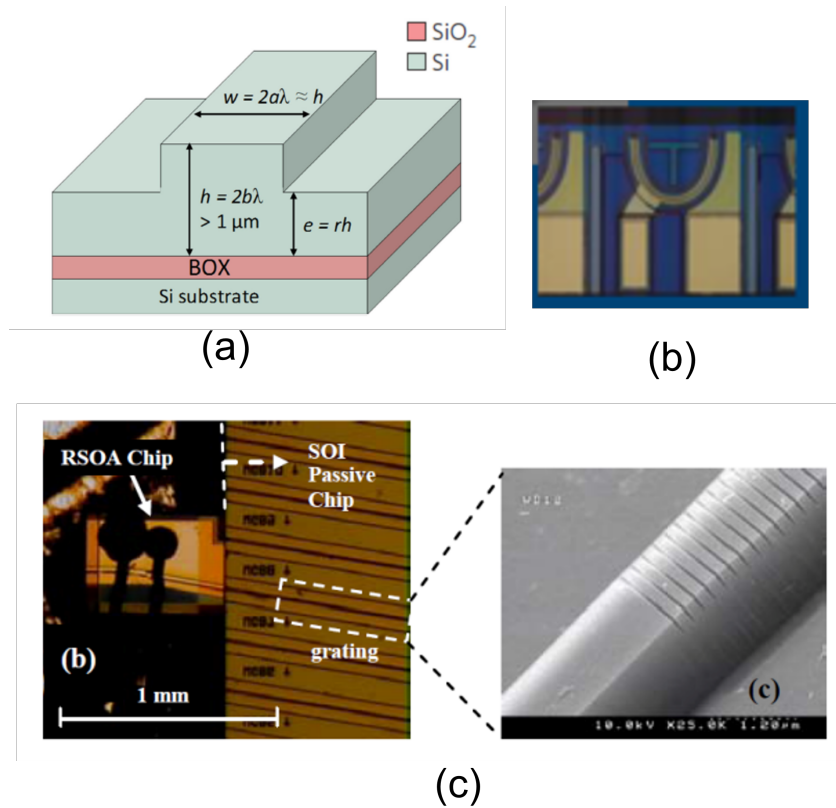 SiO₂
Si
w = 2aλ ≈ h
h = 2bλ
> 1 μm
e = rh
BOX
Si substrate
(a)
(b)
RSOA Chip
SOI
Passive
Chip
grating
(b)
1 mm
(c)
10.0kV X25.0K 1.20μm
(c)